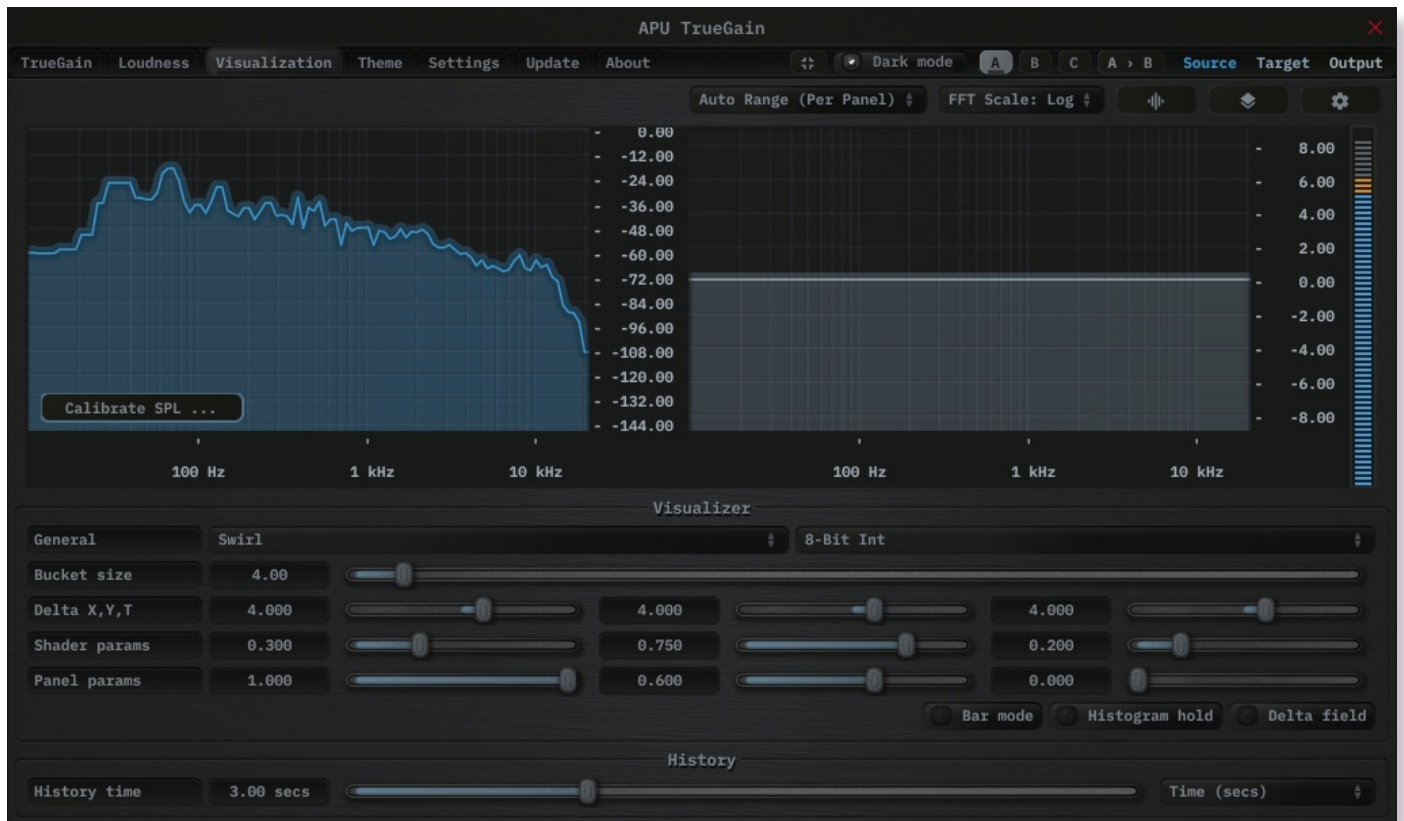 APU TrueGain
TrueGain Loudness Visualization Theme Settings Update About Dark mode A B C A › B Source Target Output
Auto Range (Per Panel) FFT Scale: Log
- 0.00
- -12.00
- -24.00
- -36.00
- -48.00
- -60.00
- -72.00
- -84.00
- -96.00
- -108.00
- -120.00
- -132.00
- -144.00
Calibrate SPL ...
100 Hz 1 kHz 10 kHz
- 8.00
- 6.00
- 4.00
- 2.00
- 0.00
- -2.00
- -4.00
- -6.00
- -8.00
100 Hz 1 kHz 10 kHz
Visualizer
General Swirl 8-Bit Int
Bucket size 4.00
Delta X,Y,T 4.000 4.000 4.000
Shader params 0.300 0.750 0.200
Panel params 1.000 0.600 0.000
Bar mode Histogram hold Delta field
History
History time 3.00 secs Time (secs)